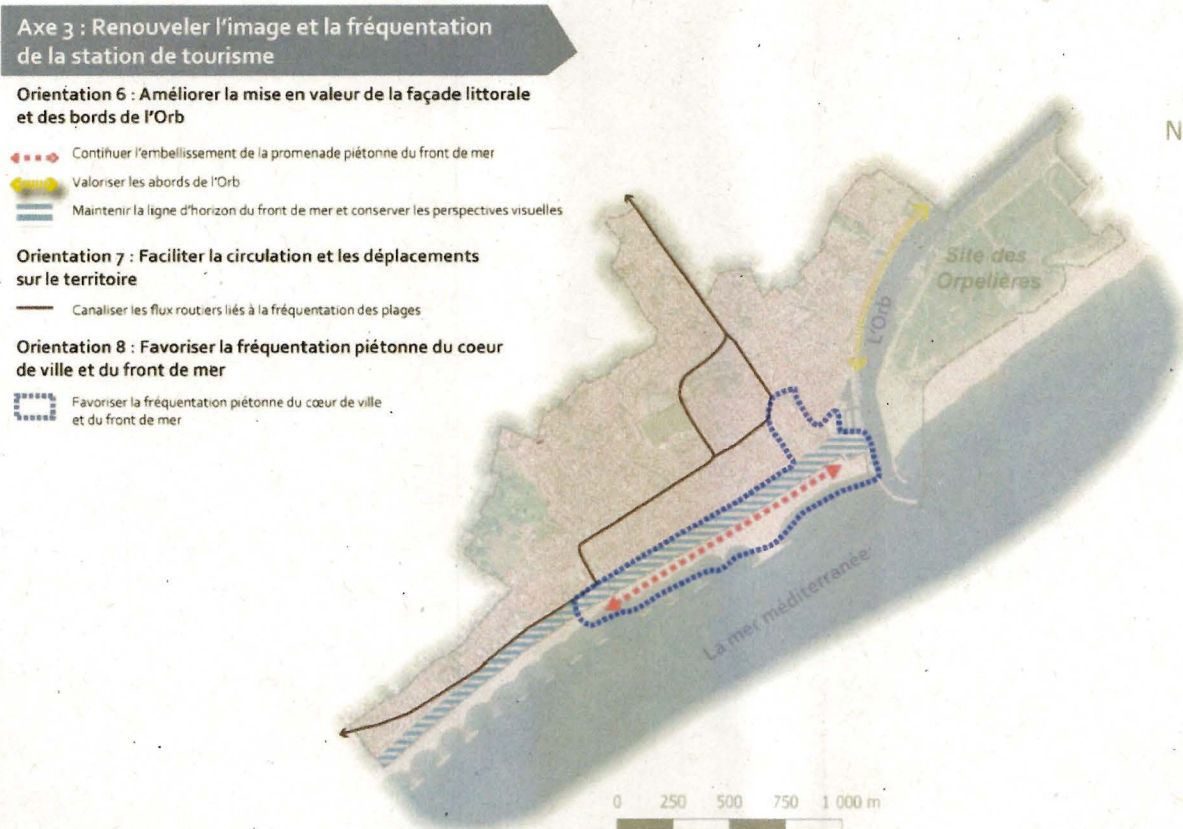 Axe 3 : Renouveler l'image et la fréquentation
de la station de tourisme
Orientation 6 : Améliorer la mise en valeur de la façade littorale
et des bords de l'Orb
Continuer l'embellissement de la promenade piétonne du front de mer
Valoriser les abords de l'Orb
Maintenir la ligne d'horizon du front de mer et conserver les perspectives visuelles
Orientation 7 : Faciliter la circulation et les déplacements
sur le territoire
Canaliser les flux routiers liés à la fréquentation des plages
Orientation 8 : Favoriser la fréquentation piétonne du coeur
de ville et du front de mer
Favoriser la fréquentation piétonne du cœur de ville
et du front de mer
N
Site des
Orpelières
L'Orb
La mer méditerranée
0 250 500 750 1 000 m